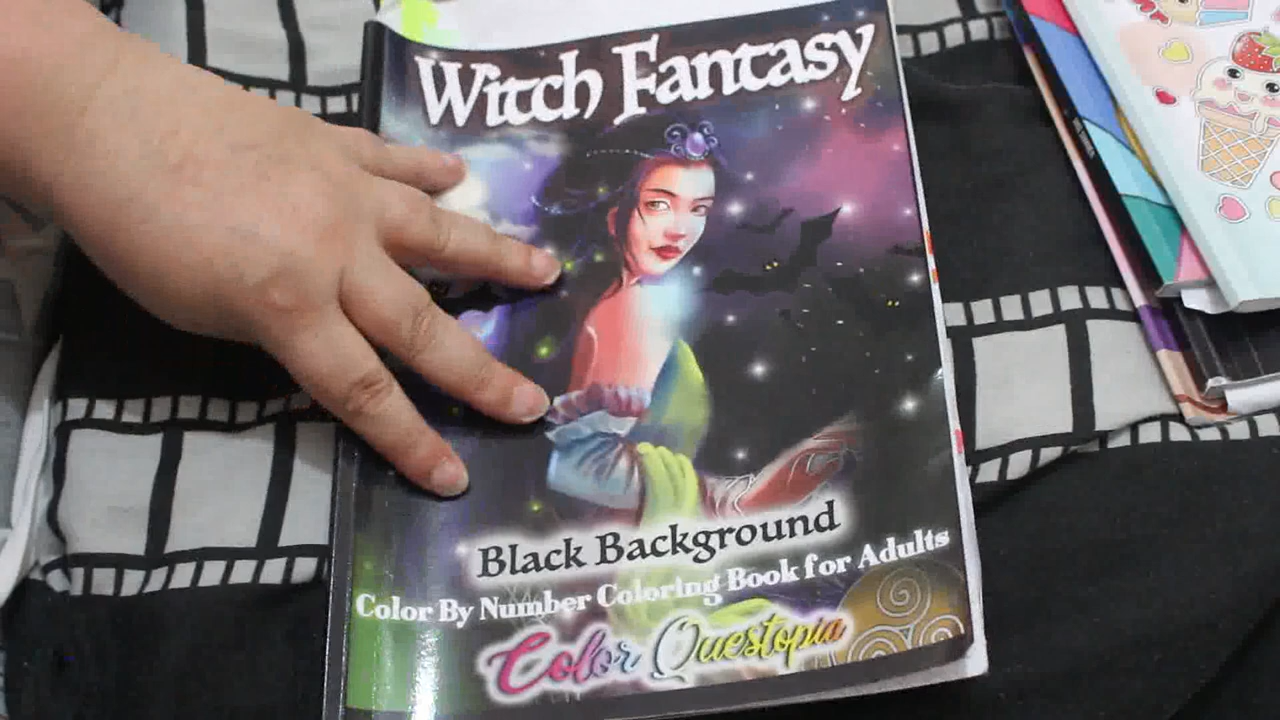 Witch Fantasy
Black Background
Color By Number Coloring Book for Adults
Color Questopia